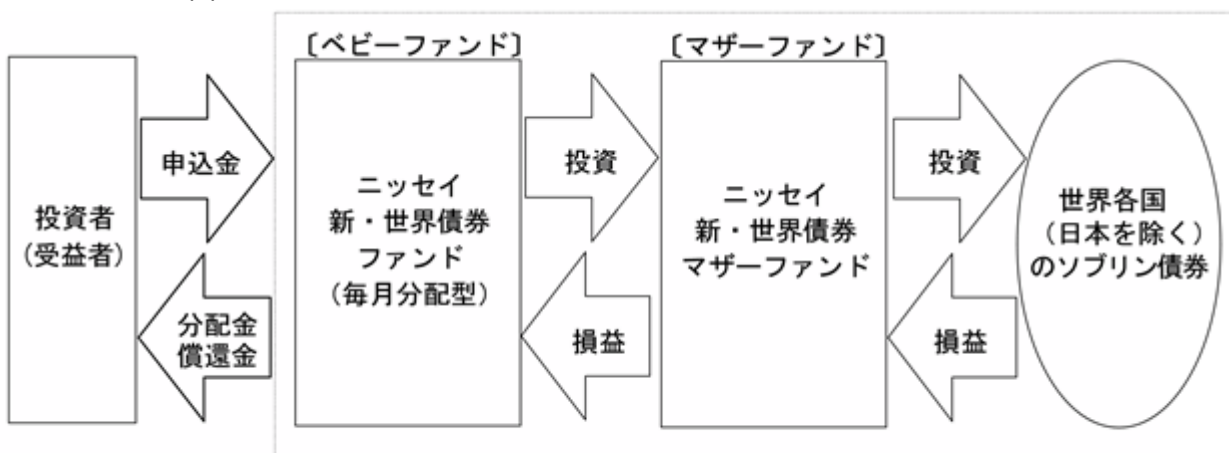 〔ベビーファンド〕
〔マザーファンド〕
投資者
（受益者）
申込金
分配金
償還金
ニッセイ
新・世界債券
ファンド
（毎月分配型）
投資
損益
ニッセイ
新・世界債券
マザーファンド
投資
損益
世界各国
（日本を除く）
のソブリン債券